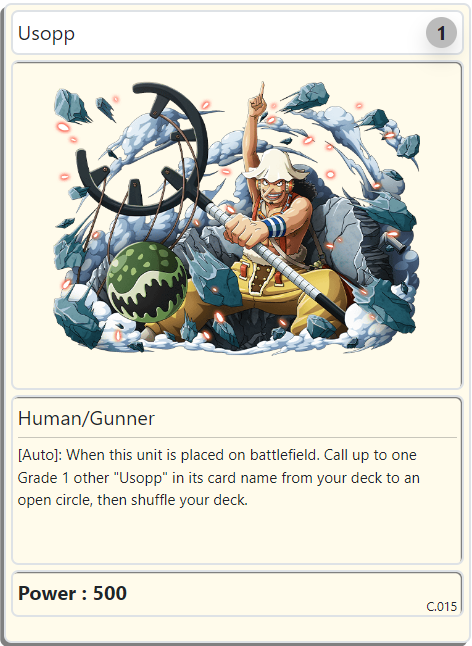 Usopp
1
Human/Gunner
[Auto]: When this unit is placed on battlefield. Call up to one
Grade 1 other "Usopp" in its card name from your deck to an
open circle, then shuffle your deck.
Power : 500
C.015